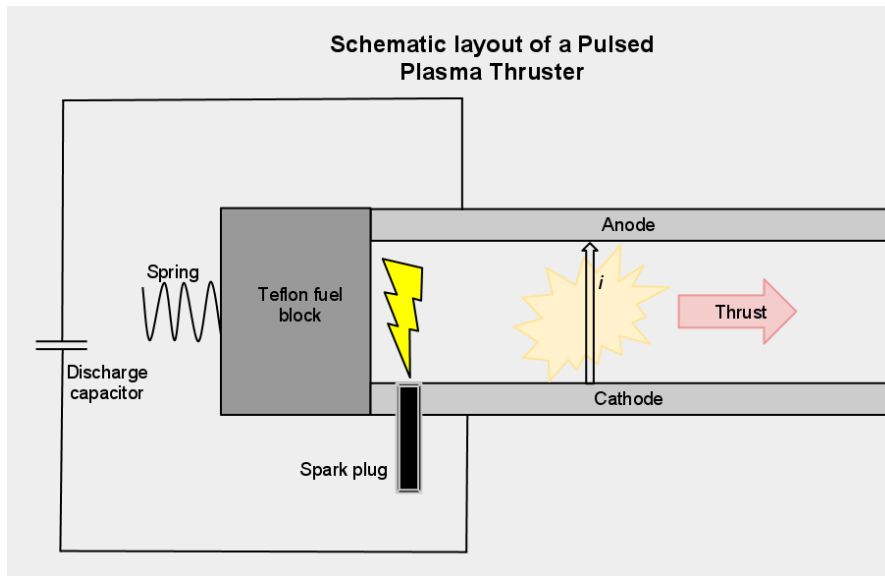 Schematic layout of a Pulsed
Plasma Thruster
Anode
Spring
i
Teflon fuel
block
Thrust
Discharge
capacitor
Cathode
Spark plug